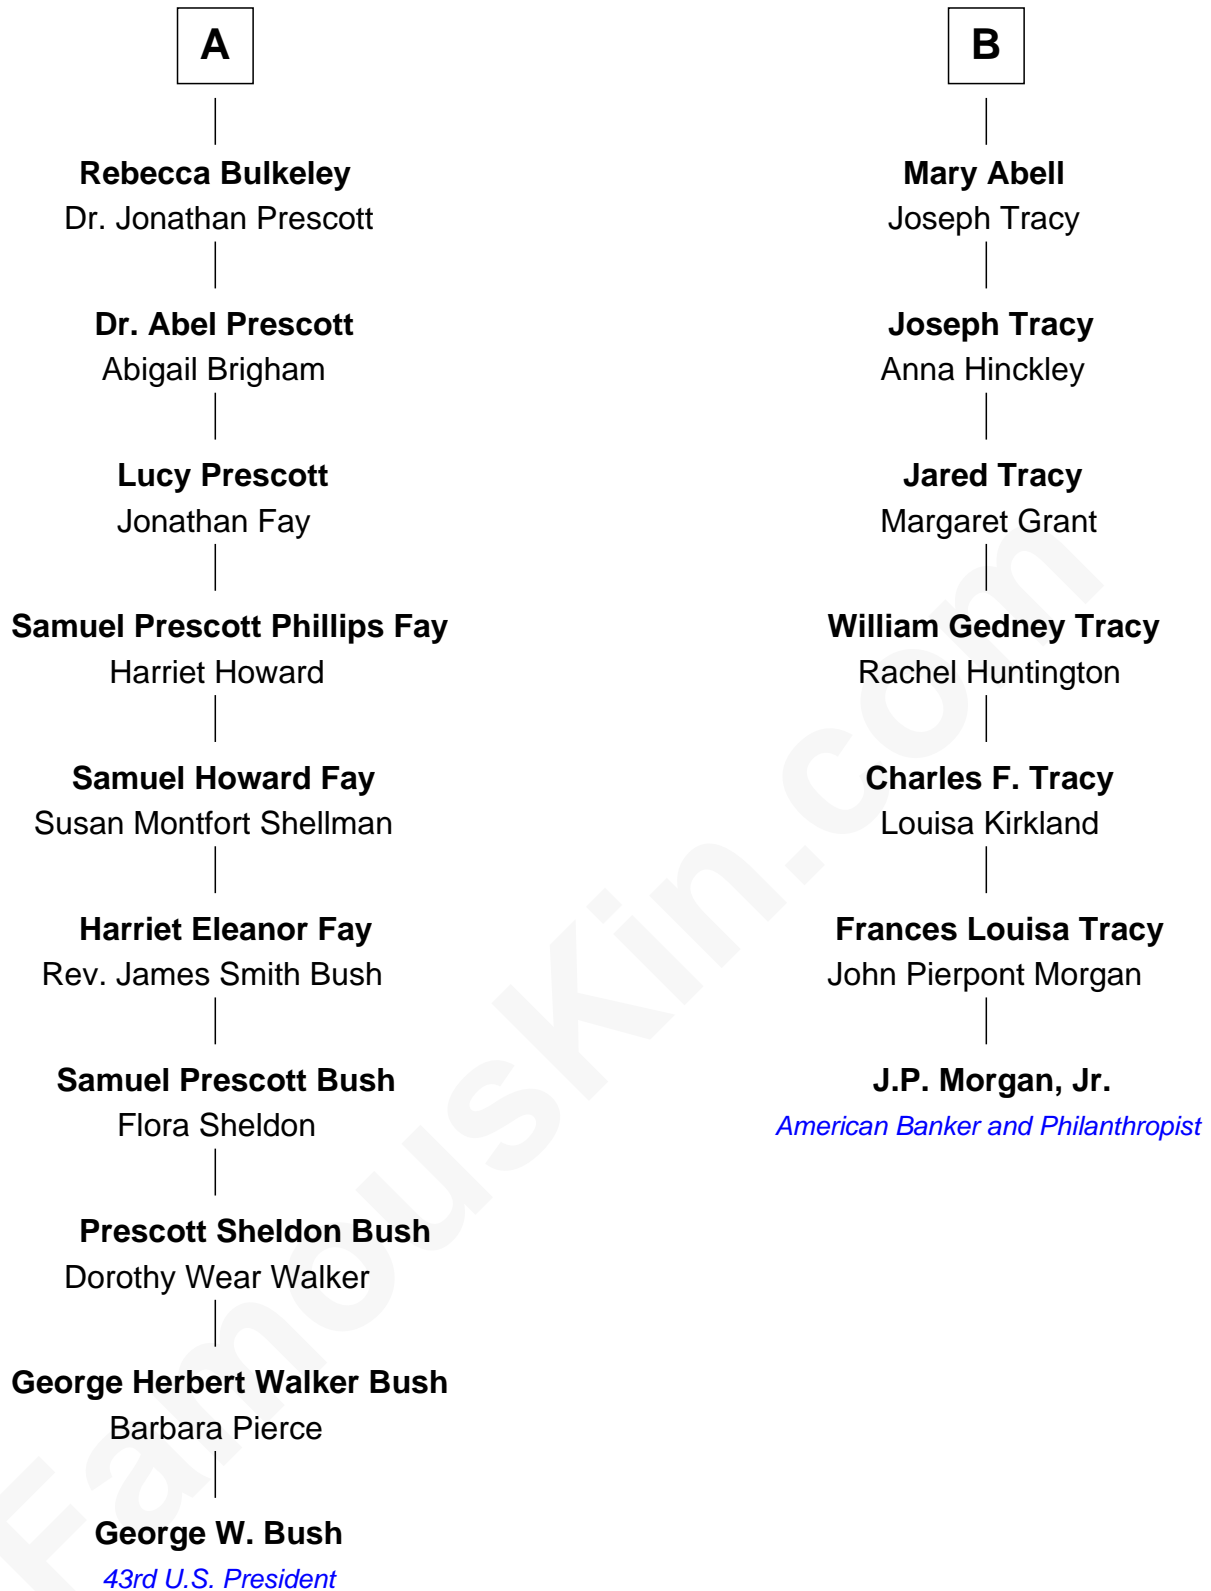 A
Rebecca Bulkeley
Dr. Jonathan Prescott
Dr. Abel Prescott
Abigail Brigham
Lucy Prescott
Jonathan Fay
Samuel Prescott Phillips Fay
Harriet Howard
Samuel Howard Fay
Susan Montfort Shellman
Harriet Eleanor Fay
Rev. James Smith Bush
Samuel Prescott Bush
Flora Sheldon
Prescott Sheldon Bush
Dorothy Wear Walker
George Herbert Walker Bush
Barbara Pierce
George W. Bush
43rd U.S. President
B
Mary Abell
Joseph Tracy
Joseph Tracy
Anna Hinckley
Jared Tracy
Margaret Grant
William Gedney Tracy
Rachel Huntington
Charles F. Tracy
Louisa Kirkland
Frances Louisa Tracy
John Pierpont Morgan
J.P. Morgan, Jr.
American Banker and Philanthropist
FamousKin.com